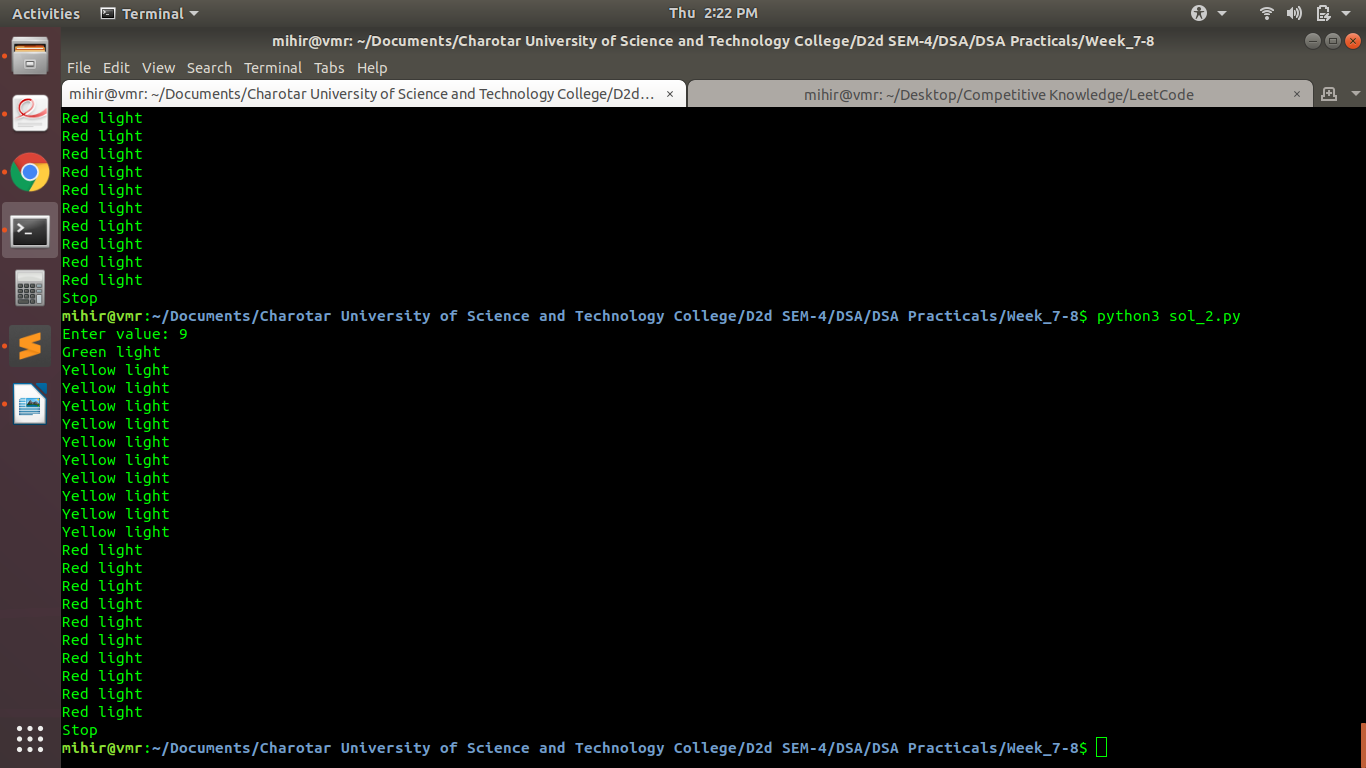 Activities Terminal Thu 2:22 PM
mihir@vmr: ~/Documents/Charotar University of Science and Technology College/D2d SEM-4/DSA/DSA Practicals/Week_7-8
File Edit View Search Terminal Tabs Help
mihir@vmr: ~/Documents/Charotar University of Science and Technology College/D2d… × mihir@vmr: ~/Desktop/Competitive Knowledge/LeetCode ×
Red light
Red light
Red light
Red light
Red light
Red light
Red light
Red light
Red light
Red light
Stop
mihir@vmr:~/Documents/Charotar University of Science and Technology College/D2d SEM-4/DSA/DSA Practicals/Week_7-8$ python3 sol_2.py
Enter value: 9
Green light
Yellow light
Yellow light
Yellow light
Yellow light
Yellow light
Yellow light
Yellow light
Yellow light
Yellow light
Yellow light
Red light
Red light
Red light
Red light
Red light
Red light
Red light
Red light
Red light
Red light
Stop
mihir@vmr:~/Documents/Charotar University of Science and Technology College/D2d SEM-4/DSA/DSA Practicals/Week_7-8$